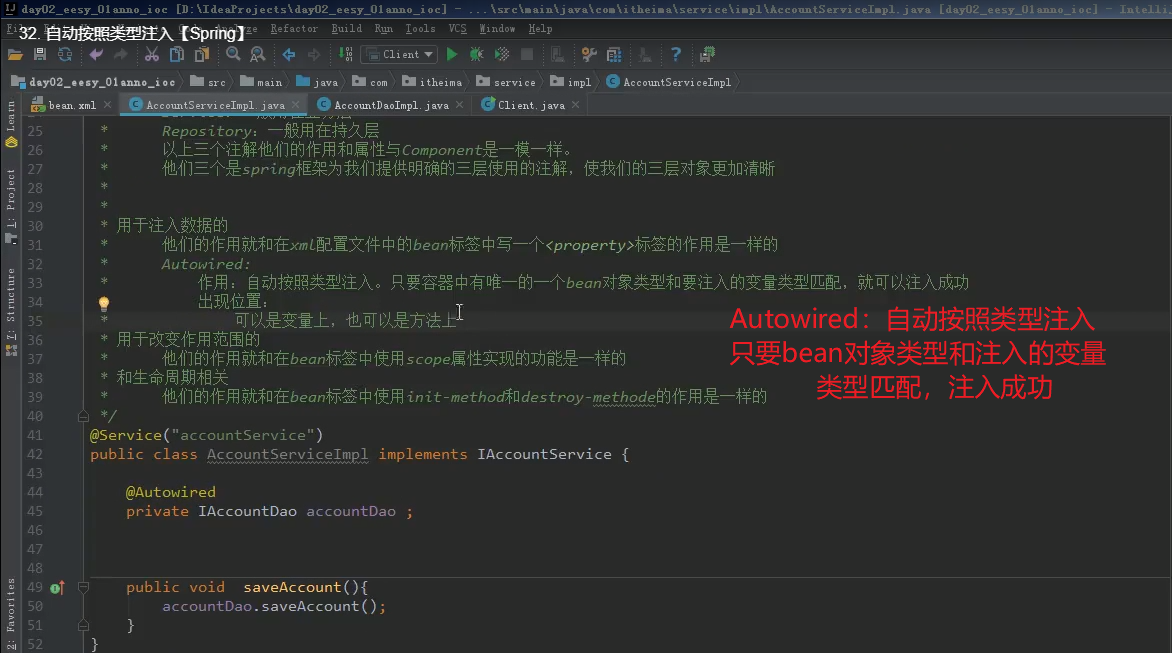 day02_eesy_01anno_ioc [D:\IdeaProjects\day02_eesy_01anno_ioc] - ...\src\main\java\com\itheima\service\impl\AccountServiceImpl.java [day02_eesy_01anno_ioc] - Intelli
32. 自动按照类型注入【Spring】
Refactor Build Run Tools VCS Window Help
Client
day02_eesy_01anno_ioc src main java com itheima service impl AccountServiceImpl
bean.xml AccountServiceImpl.java AccountDaoImpl.java Client.java
Learn
1: Project
7: Structure
2: Favorites
25 * Repository：一般用在持久层
26 * 以上三个注解他们的作用和属性与Component是一模一样。
27 * 他们三个是spring框架为我们提供明确的三层使用的注解，使我们的三层对象更加清晰
28 *
29 *
30 * 用于注入数据的
31 * 他们的作用就和在xml配置文件中的bean标签中写一个<property>标签的作用是一样的
32 * Autowired:
33 * 作用：自动按照类型注入。只要容器中有唯一的一个bean对象类型和要注入的变量类型匹配，就可以注入成功
34 * 出现位置：
35 * 可以是变量上，也可以是方法上
36 * 用于改变作用范围的
37 * 他们的作用就和在bean标签中使用scope属性实现的功能是一样的
38 * 和生命周期相关
39 * 他们的作用就和在bean标签中使用init-method和destroy-methode的作用是一样的
40 */
41 @Service("accountService")
42 public class AccountServiceImpl implements IAccountService {
43
44 @Autowired
45 private IAccountDao accountDao ;
46
47
48
49 public void saveAccount(){
50 accountDao.saveAccount();
51 }
52 }
Autowired：自动按照类型注入
只要bean对象类型和注入的变量
类型匹配，注入成功